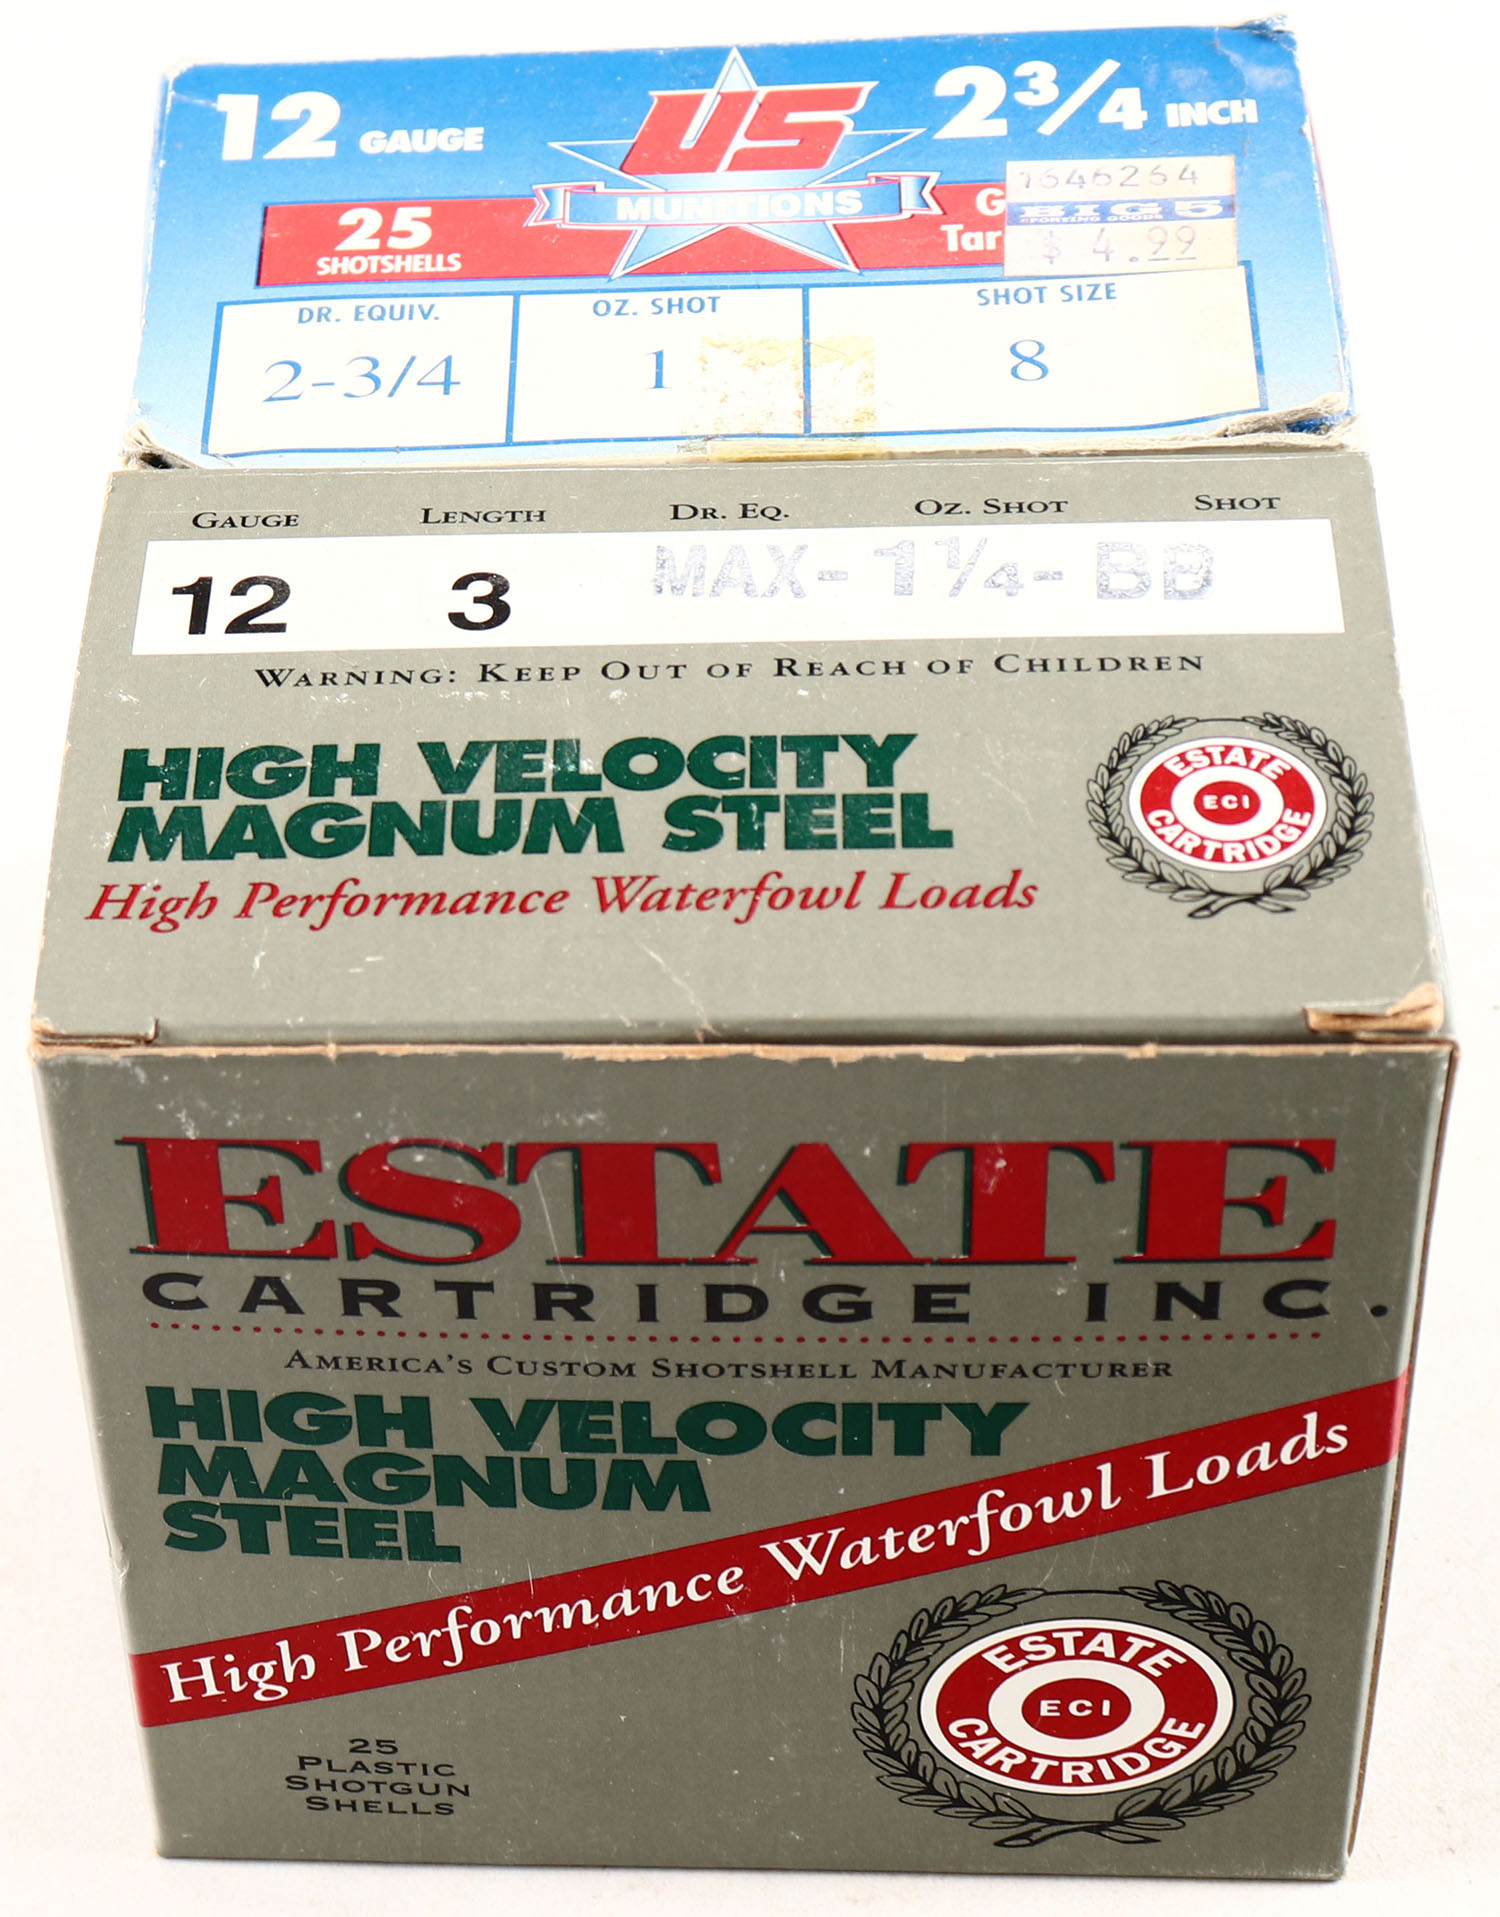 12 GAUGE
US
MUNITIONS
2 3/4 INCH
25
SHOTSHELLS
1646264
BIG 5
SPORTING GOODS
$ 4.99
DR. EQUIV.
OZ. SHOT
SHOT SIZE
2-3/4
1
8
GAUGE LENGTH DR. EQ. OZ. SHOT SHOT
12 3 MAX- 1 1/4- BB
WARNING: KEEP OUT OF REACH OF CHILDREN
HIGH VELOCITY
MAGNUM STEEL
High Performance Waterfowl Loads
ESTATE
ECI
CARTRIDGE
ESTATE
CARTRIDGE INC.
AMERICA'S CUSTOM SHOTSHELL MANUFACTURER
HIGH VELOCITY
MAGNUM
STEEL
High Performance Waterfowl Loads
25
PLASTIC
SHOTGUN
SHELLS
ESTATE
ECI
CARTRIDGE